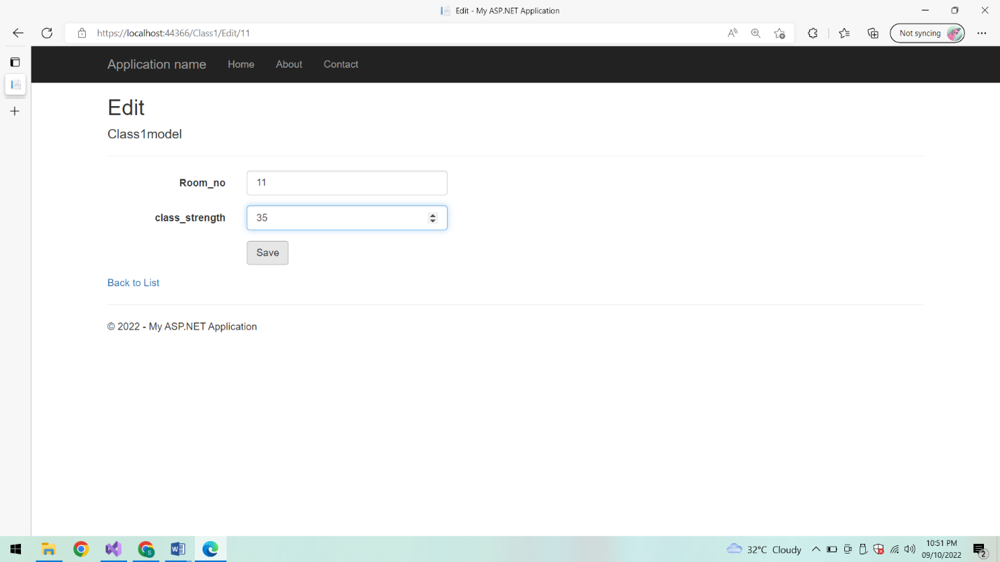 Edit - My ASP.NET Application
https://localhost:44366/Class1/Edit/11
Not syncing
Application name Home About Contact
Edit
Class1model
Room_no 11
class_strength 35
Save
Back to List
© 2022 - My ASP.NET Application
32°C Cloudy
10:51 PM
09/10/2022
2